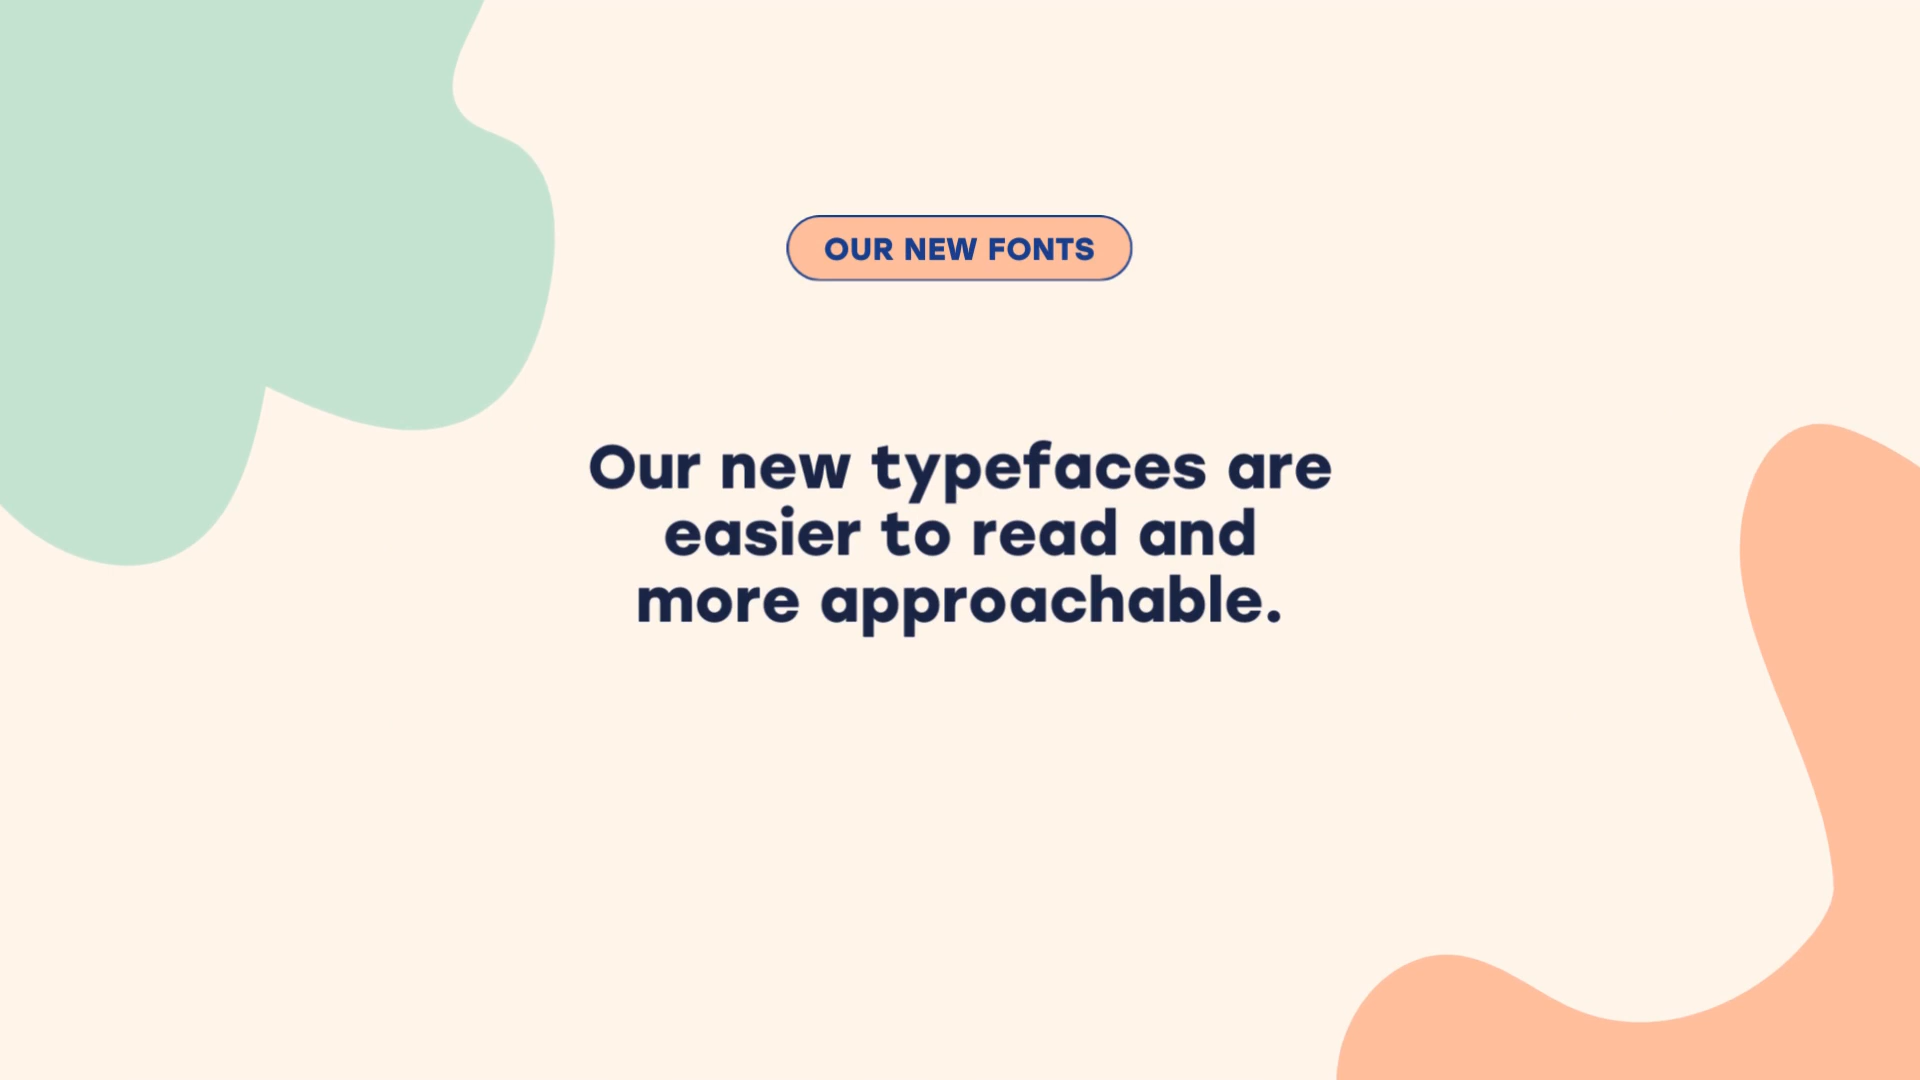 OUR NEW FONTS
Our new typefaces are
easier to read and
more approachable.